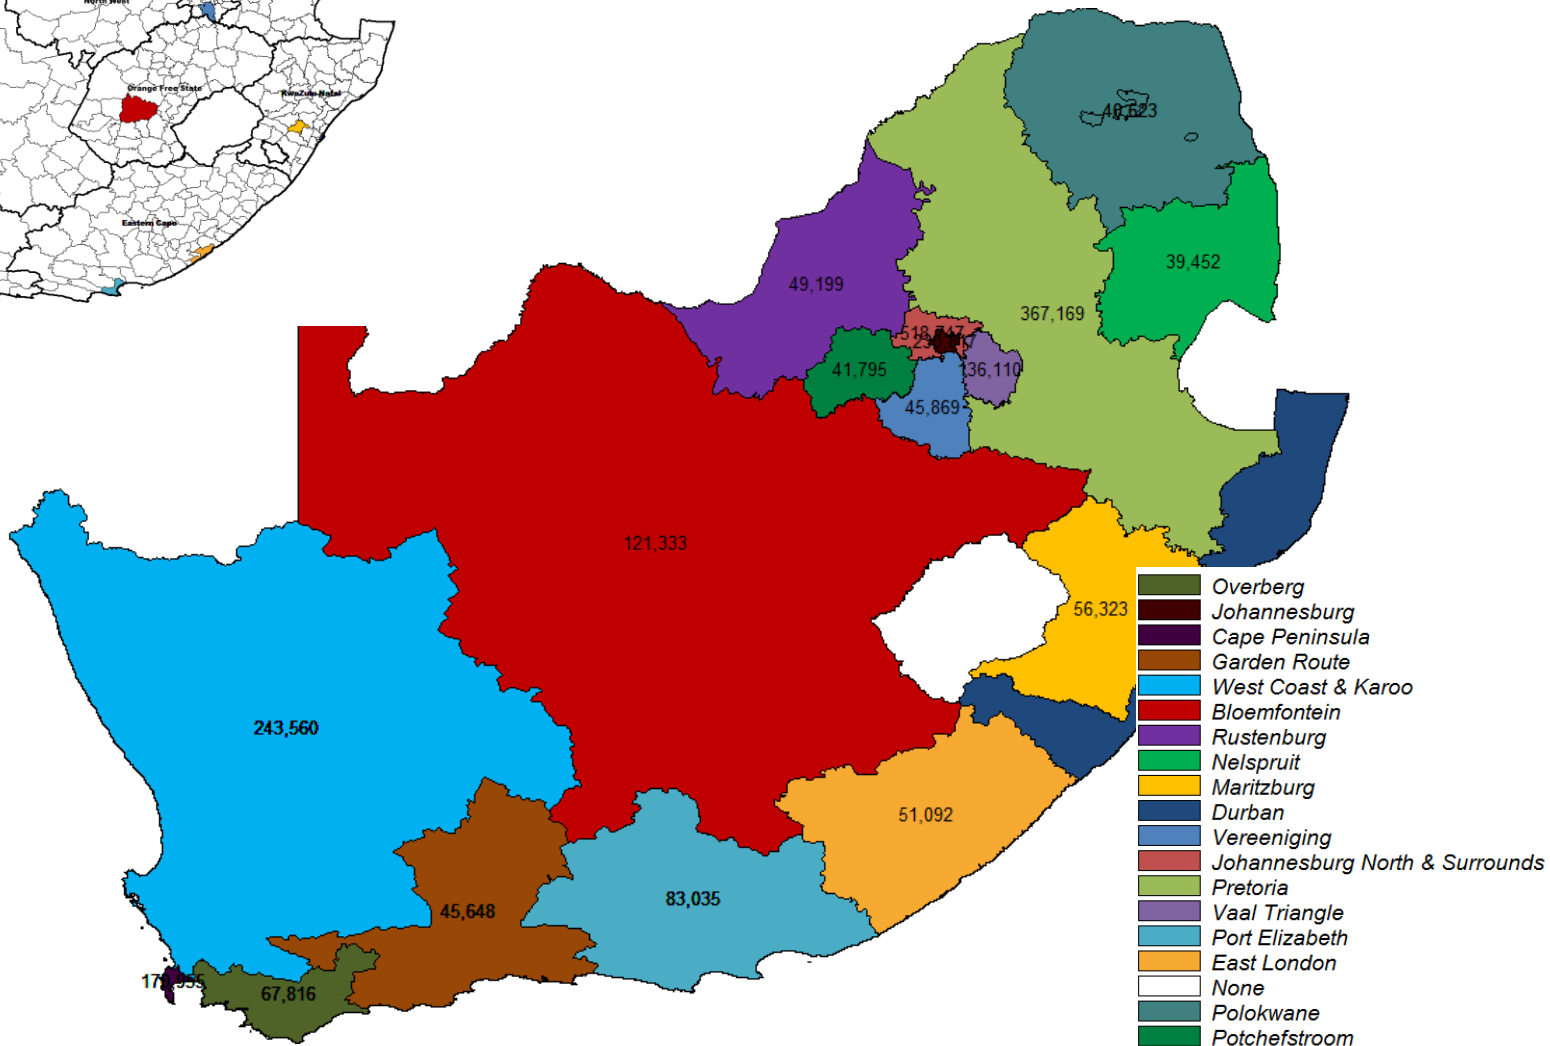 North West
Orange Free State
KwaZulu Natal
Eastern Cape
39,452
49,199
367,169
41,795
136,110
45,869
121,333
56,323
243,560
51,092
45,648
83,035
67,816
Overberg
Johannesburg
Cape Peninsula
Garden Route
West Coast & Karoo
Bloemfontein
Rustenburg
Nelspruit
Maritzburg
Durban
Vereeniging
Johannesburg North & Surrounds
Pretoria
Vaal Triangle
Port Elizabeth
East London
None
Polokwane
Potchefstroom